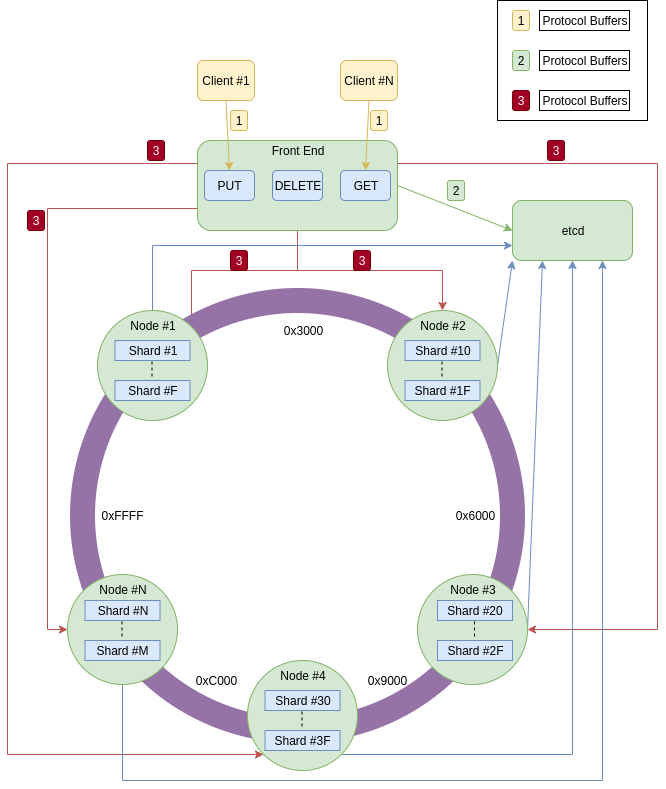 1 Protocol Buffers
2 Protocol Buffers
3 Protocol Buffers
Client #1
Client #N
1
1
Front End
PUT
DELETE
GET
3
3
2
3
etcd
3
3
Node #1
Shard #1
Shard #F
0x3000
Node #2
Shard #10
Shard #1F
0xFFFF
0x6000
Node #N
Shard #N
Shard #M
Node #3
Shard #20
Shard #2F
0xC000
0x9000
Node #4
Shard #30
Shard #3F